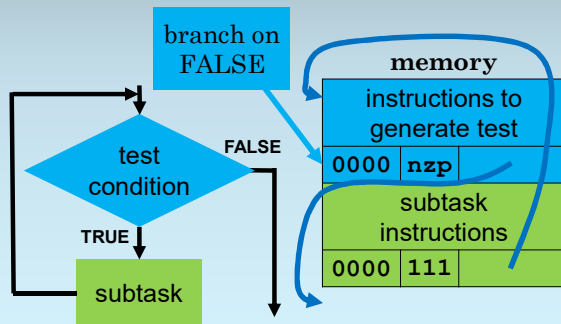 branch on
FALSE
memory
instructions to
generate test
0000 nzp
subtask
instructions
0000 111
test
condition
FALSE
TRUE
subtask